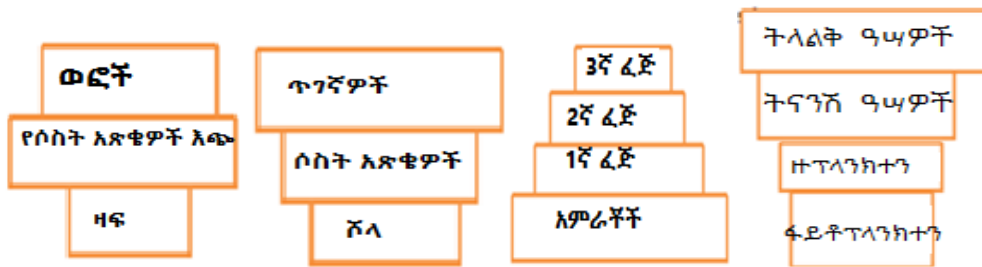 ወፎች
የሶስት አጽቄዎች እጭ
ዛፍ
ጥገኛዎች
ሶስት አጽቄዎች
ሾላ
3ኛ ፈጅ
2ኛ ፈጅ
1ኛ ፈጅ
አምራቾች
ትላልቅ ዓሣዎች
ትናንሽ ዓሣዎች
ዙፕላንክተን
ፋይቶፕላንክተን